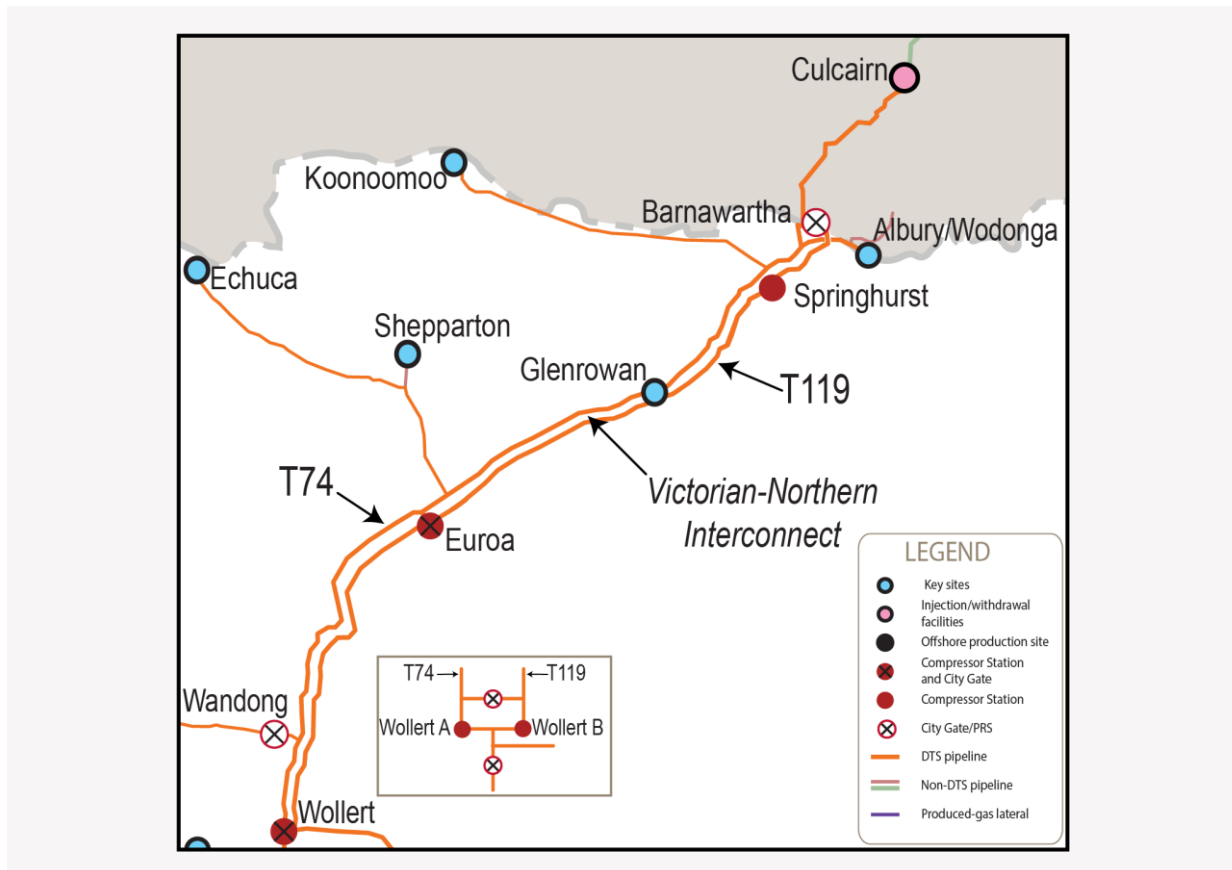 Culcairn
Koonoomoo
Barnawartha
Albury/Wodonga
Echuca
Springhurst
Shepparton
Glenrowan
T119
T74
Victorian-Northern
Interconnect
Euroa
LEGEND
Key sites
Injection/withdrawal
facilities
Offshore production site
Compressor Station
and City Gate
Compressor Station
City Gate/PRS
DTS pipeline
Non-DTS pipeline
Produced-gas lateral
T74
T119
Wollert A
Wollert B
Wandong
Wollert